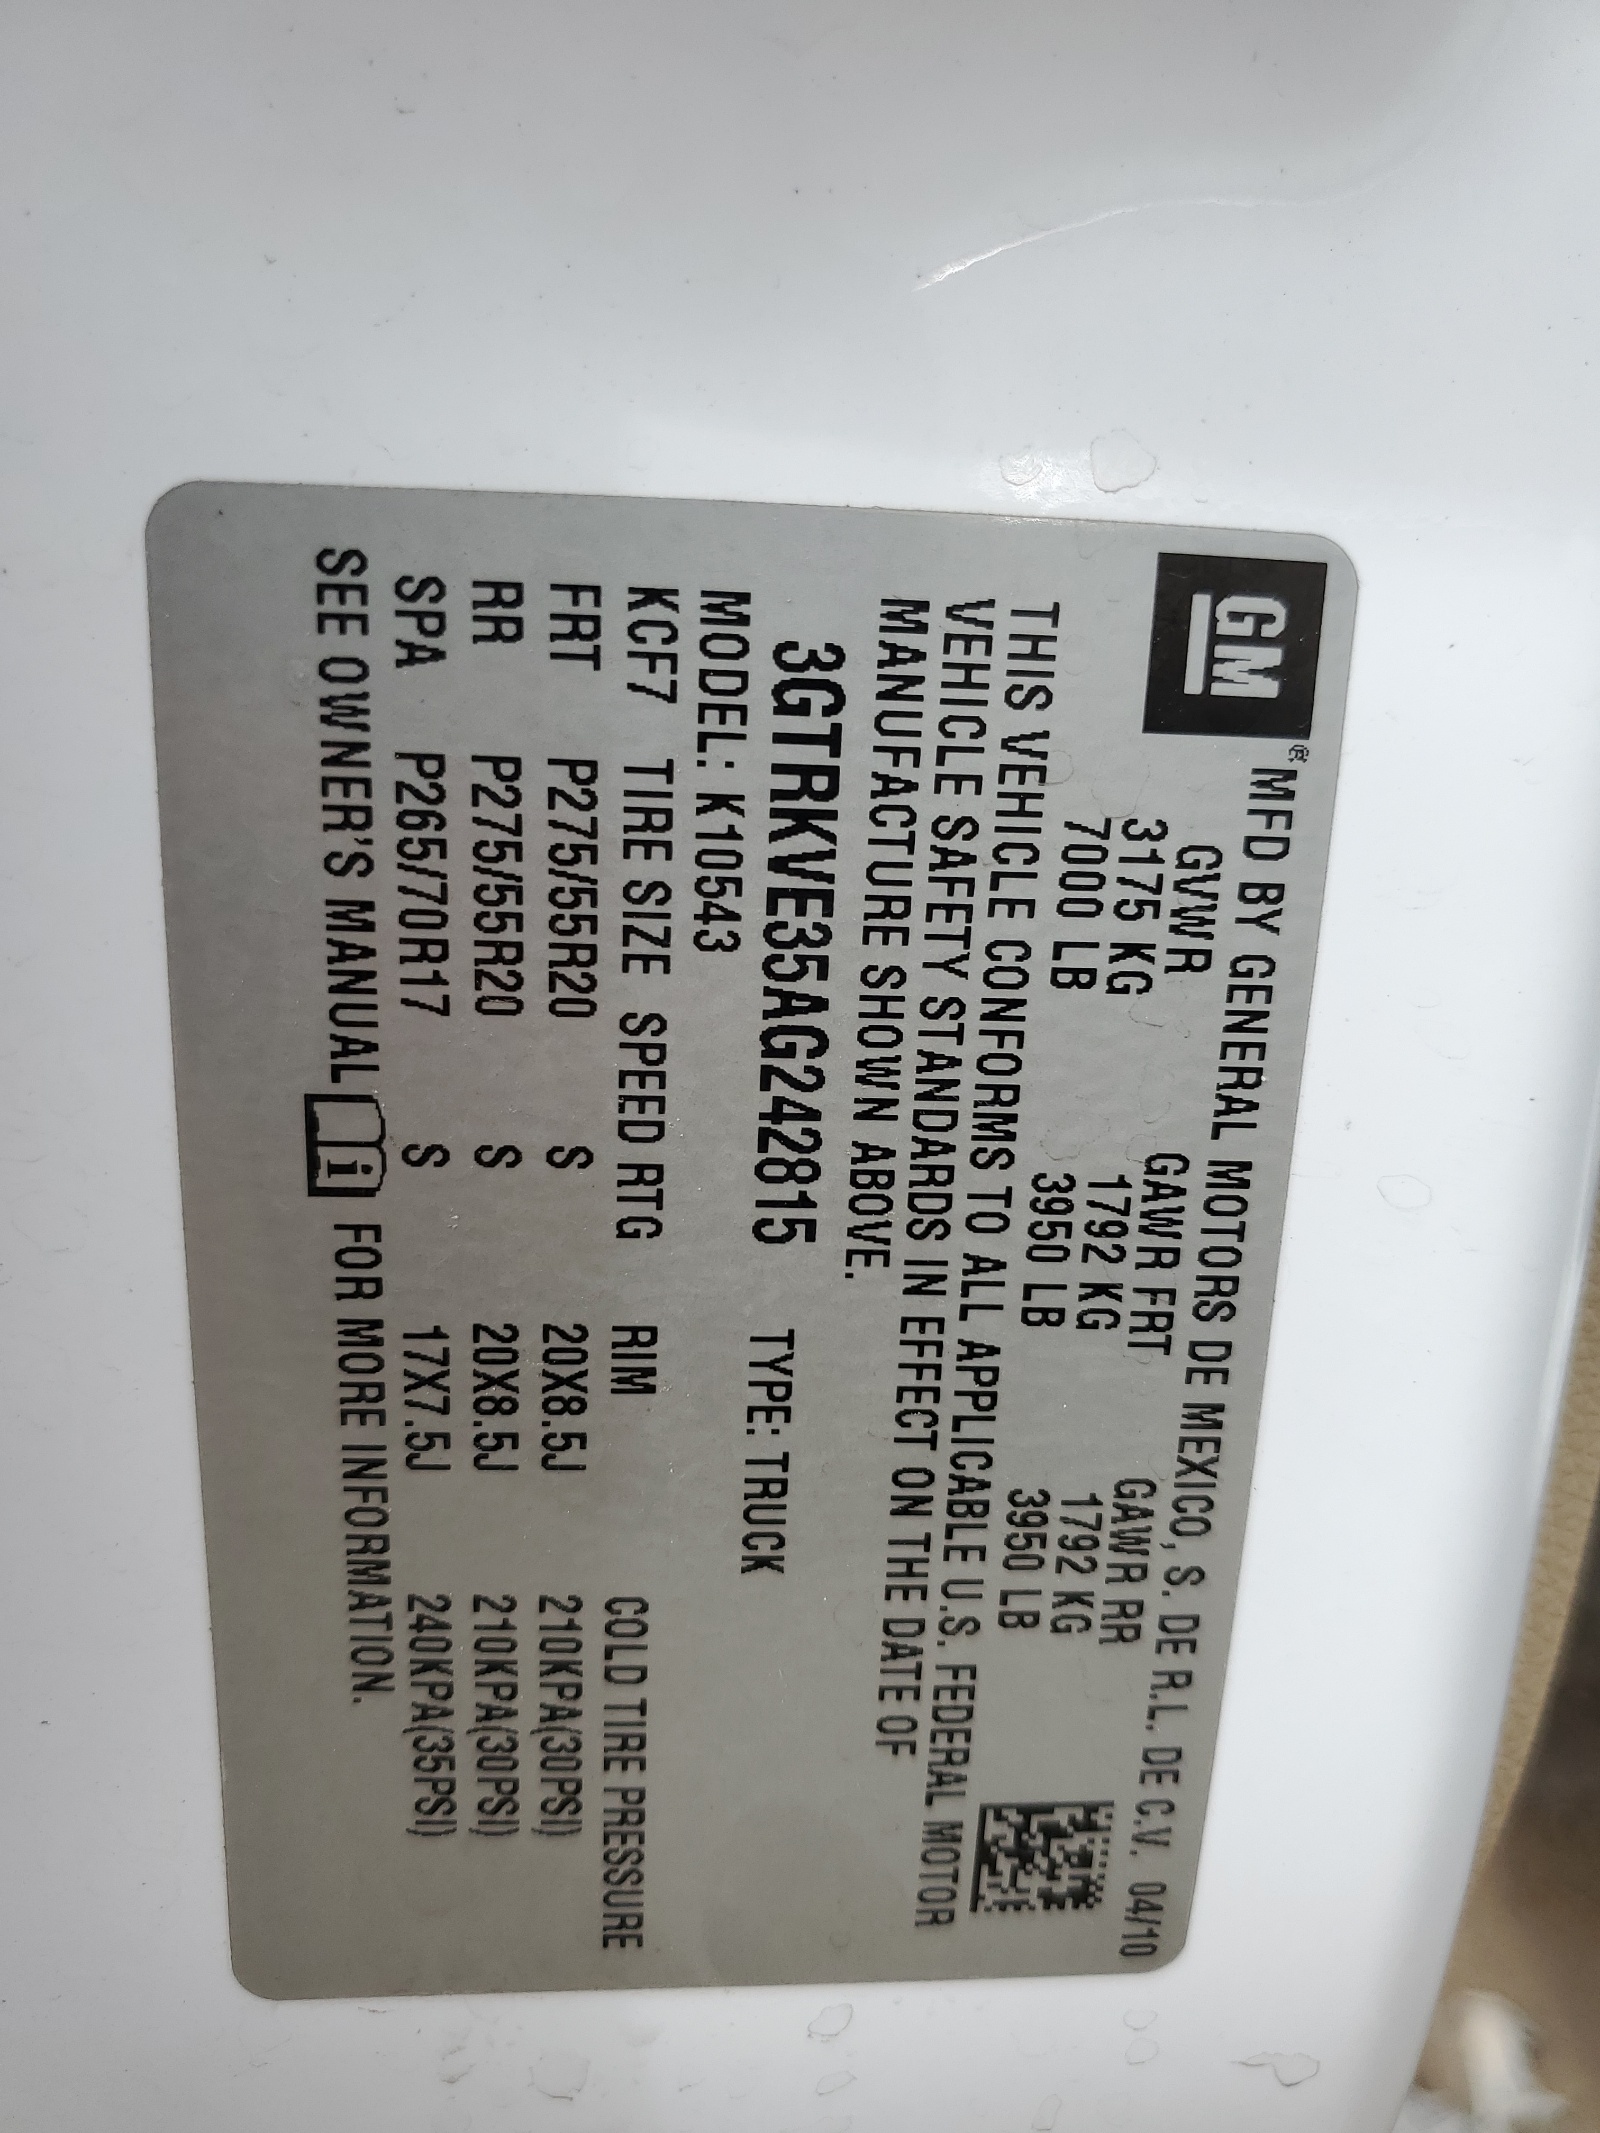 GM® MFD BY GENERAL MOTORS DE MEXICO, S. DE R.L. DE C.V. 04/10
GVWR GAWR FRT GAWR RR
3175 KG 1792 KG 1792 KG
7000 LB 3950 LB 3950 LB
THIS VEHICLE CONFORMS TO ALL APPLICABLE U.S. FEDERAL MOTOR
VEHICLE SAFETY STANDARDS IN EFFECT ON THE DATE OF
MANUFACTURE SHOWN ABOVE.
3GTRKVE35AG242815 TYPE: TRUCK
MODEL: K10543
KCF7 TIRE SIZE SPEED RTG RIM COLD TIRE PRESSURE
FRT P275/55R20 S 20X8.5J 210KPA(30PSI)
RR P275/55R20 S 20X8.5J 210KPA(30PSI)
SPA P265/70R17 S 17X7.5J 240KPA(35PSI)
SEE OWNER'S MANUAL i FOR MORE INFORMATION.